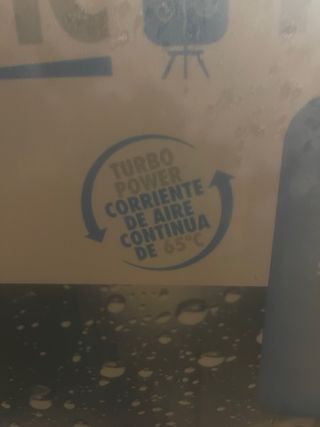 TURBO
POWER
CORRIENTE
DE AIRE
CONTINUA
DE 65°C